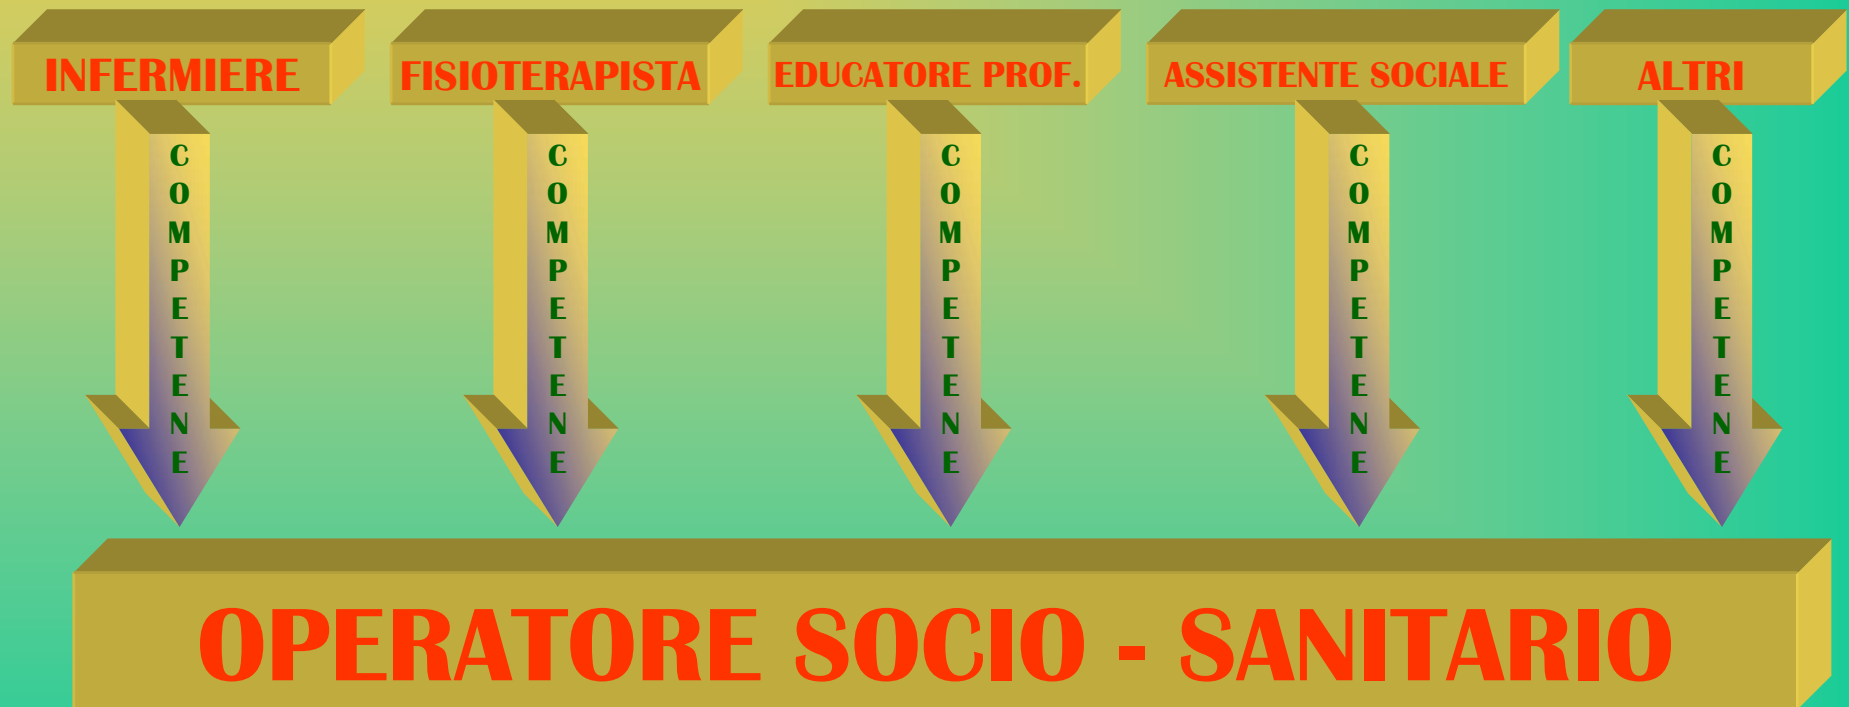 INFERMIERE
FISIOTERAPISTA
EDUCATORE PROF.
ASSISTENTE SOCIALE
ALTRI
COMPETENE
COMPETENE
COMPETENE
COMPETENE
COMPETENE
OPERATORE SOCIO - SANITARIO